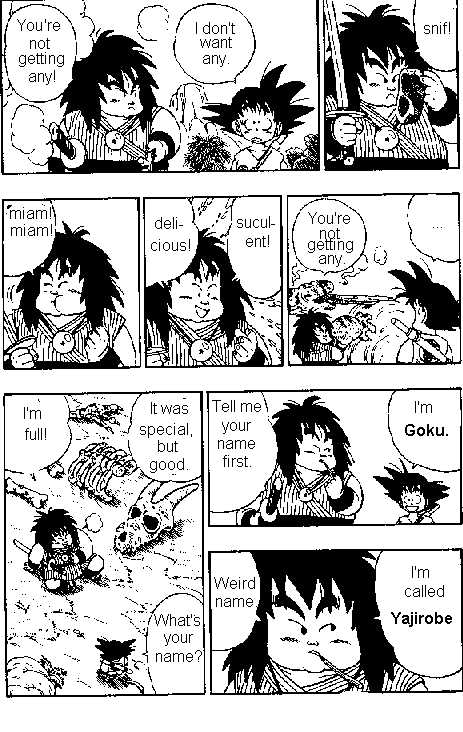 You're
not
getting
any!
I don't
want
any.
snif!
miam!
miam!
deli-
cious!
sucul-
ent!
You're
not
getting
any.
...
I'm
full!
It was
special,
but
good.
What's
your
name?
Tell me
your
name
first.
I'm
Goku.
Weird
name.
I'm
called
Yajirobe